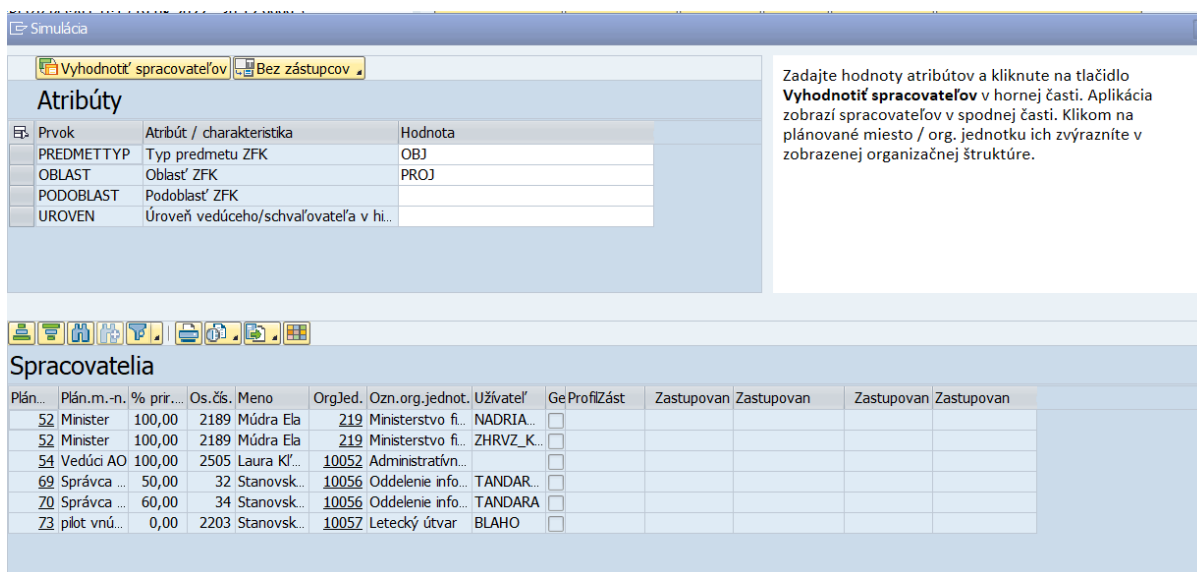 Simulácia
Vyhodnotiť spracovateľov Bez zástupcov
Atribúty
Prvok Atribút / charakteristika Hodnota
PREDMETTYP Typ predmetu ZFK OBJ
OBLAST Oblasť ZFK PROJ
PODOBLAST Podoblasť ZFK
UROVEN Úroveň vedúceho/schvaľovateľa v hi...
Zadajte hodnoty atribútov a kliknute na tlačidlo
Vyhodnotiť spracovateľov v hornej časti. Aplikácia
zobrazí spracovateľov v spodnej časti. Klikom na
plánované miesto / org. jednotku ich zvýrazníte v
zobrazenej organizačnej štruktúre.
Spracovatelia
Plán... Plán.m.-n. % prir.... Os.čís. Meno OrgJed. Ozn.org.jednot. Užívateľ Ge ProfilZást Zastupovan Zastupovan Zastupovan Zastupovan
52 Minister 100,00 2189 Múdra Ela 219 Ministerstvo fi... NADRIA...
52 Minister 100,00 2189 Múdra Ela 219 Ministerstvo fi... ZHRVZ_K...
54 Vedúci AO 100,00 2505 Laura Kľ... 10052 Administratívn...
69 Správca ... 50,00 32 Stanovsk... 10056 Oddelenie info... TANDAR...
70 Správca ... 60,00 34 Stanovsk... 10056 Oddelenie info... TANDARA
73 pilot vnú... 0,00 2203 Stanovsk... 10057 Letecký útvar BLAHO